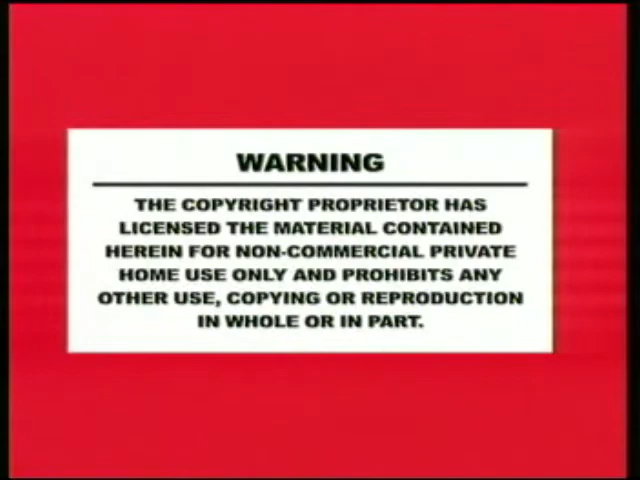 WARNING
THE COPYRIGHT PROPRIETOR HAS
LICENSED THE MATERIAL CONTAINED
HEREIN FOR NON-COMMERCIAL PRIVATE
HOME USE ONLY AND PROHIBITS ANY
OTHER USE, COPYING OR REPRODUCTION
IN WHOLE OR IN PART.